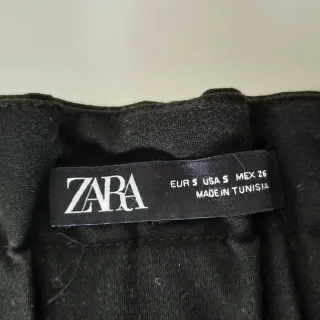 ZARA
EUR S USA S MEX 26
MADE IN TUNISIA